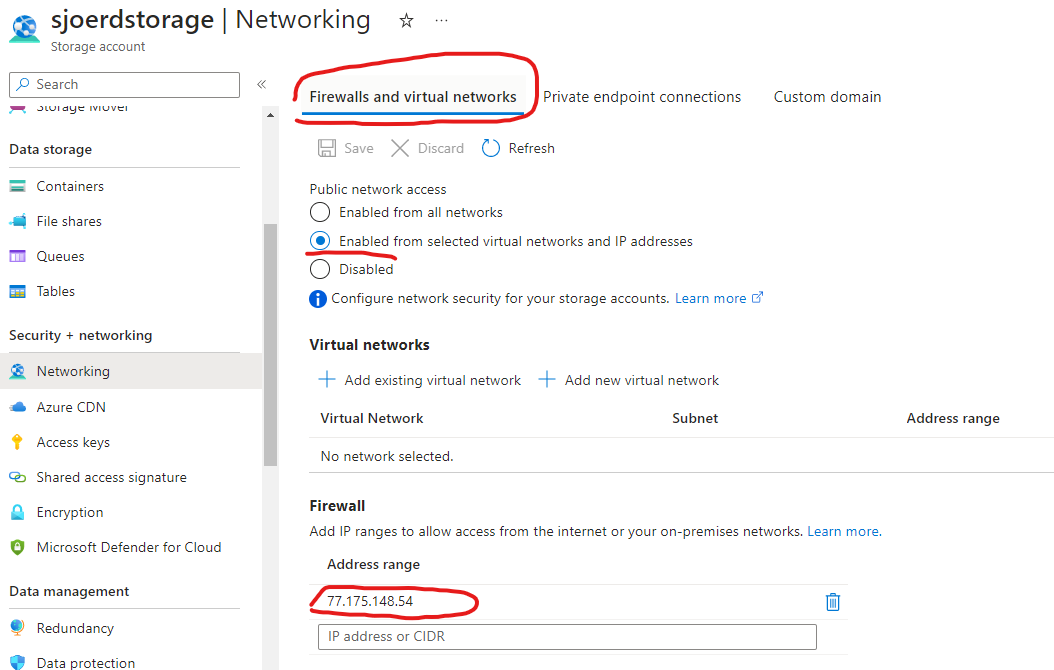 sjoerdstorage | Networking
Storage account
Search
Storage Mover
Data storage
Containers
File shares
Queues
Tables
Security + networking
Networking
Azure CDN
Access keys
Shared access signature
Encryption
Microsoft Defender for Cloud
Data management
Redundancy
Data protection
Firewalls and virtual networks Private endpoint connections Custom domain
Save Discard Refresh
Public network access
Enabled from all networks
Enabled from selected virtual networks and IP addresses
Disabled
Configure network security for your storage accounts. Learn more
Virtual networks
Add existing virtual network Add new virtual network
Virtual Network Subnet Address range
No network selected.
Firewall
Add IP ranges to allow access from the internet or your on-premises networks. Learn more.
Address range
77.175.148.54
IP address or CIDR